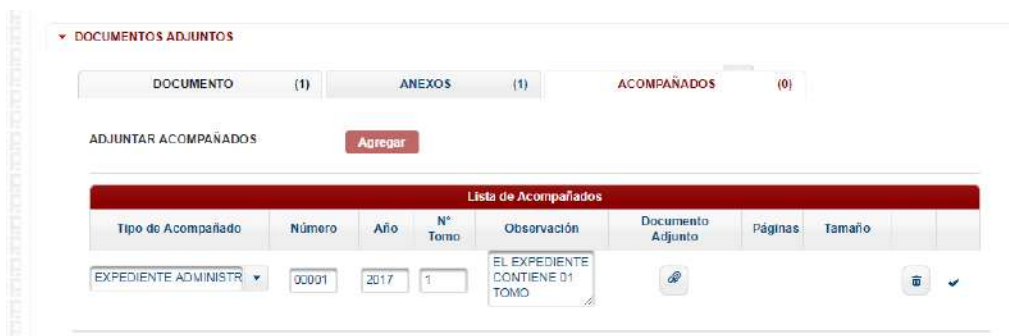 DOCUMENTOS ADJUNTOS
DOCUMENTO (1) ANEXOS (1) ACOMPAÑADOS (0)
ADJUNTAR ACOMPAÑADOS Agregar
Lista de Acompañados
Tipo de Acompañado Número Año N° Tomo Observación Documento Adjunto Páginas Tamaño
EXPEDIENTE ADMINISTR 00001 2017 1 EL EXPEDIENTE
CONTIENE 01
TOMO